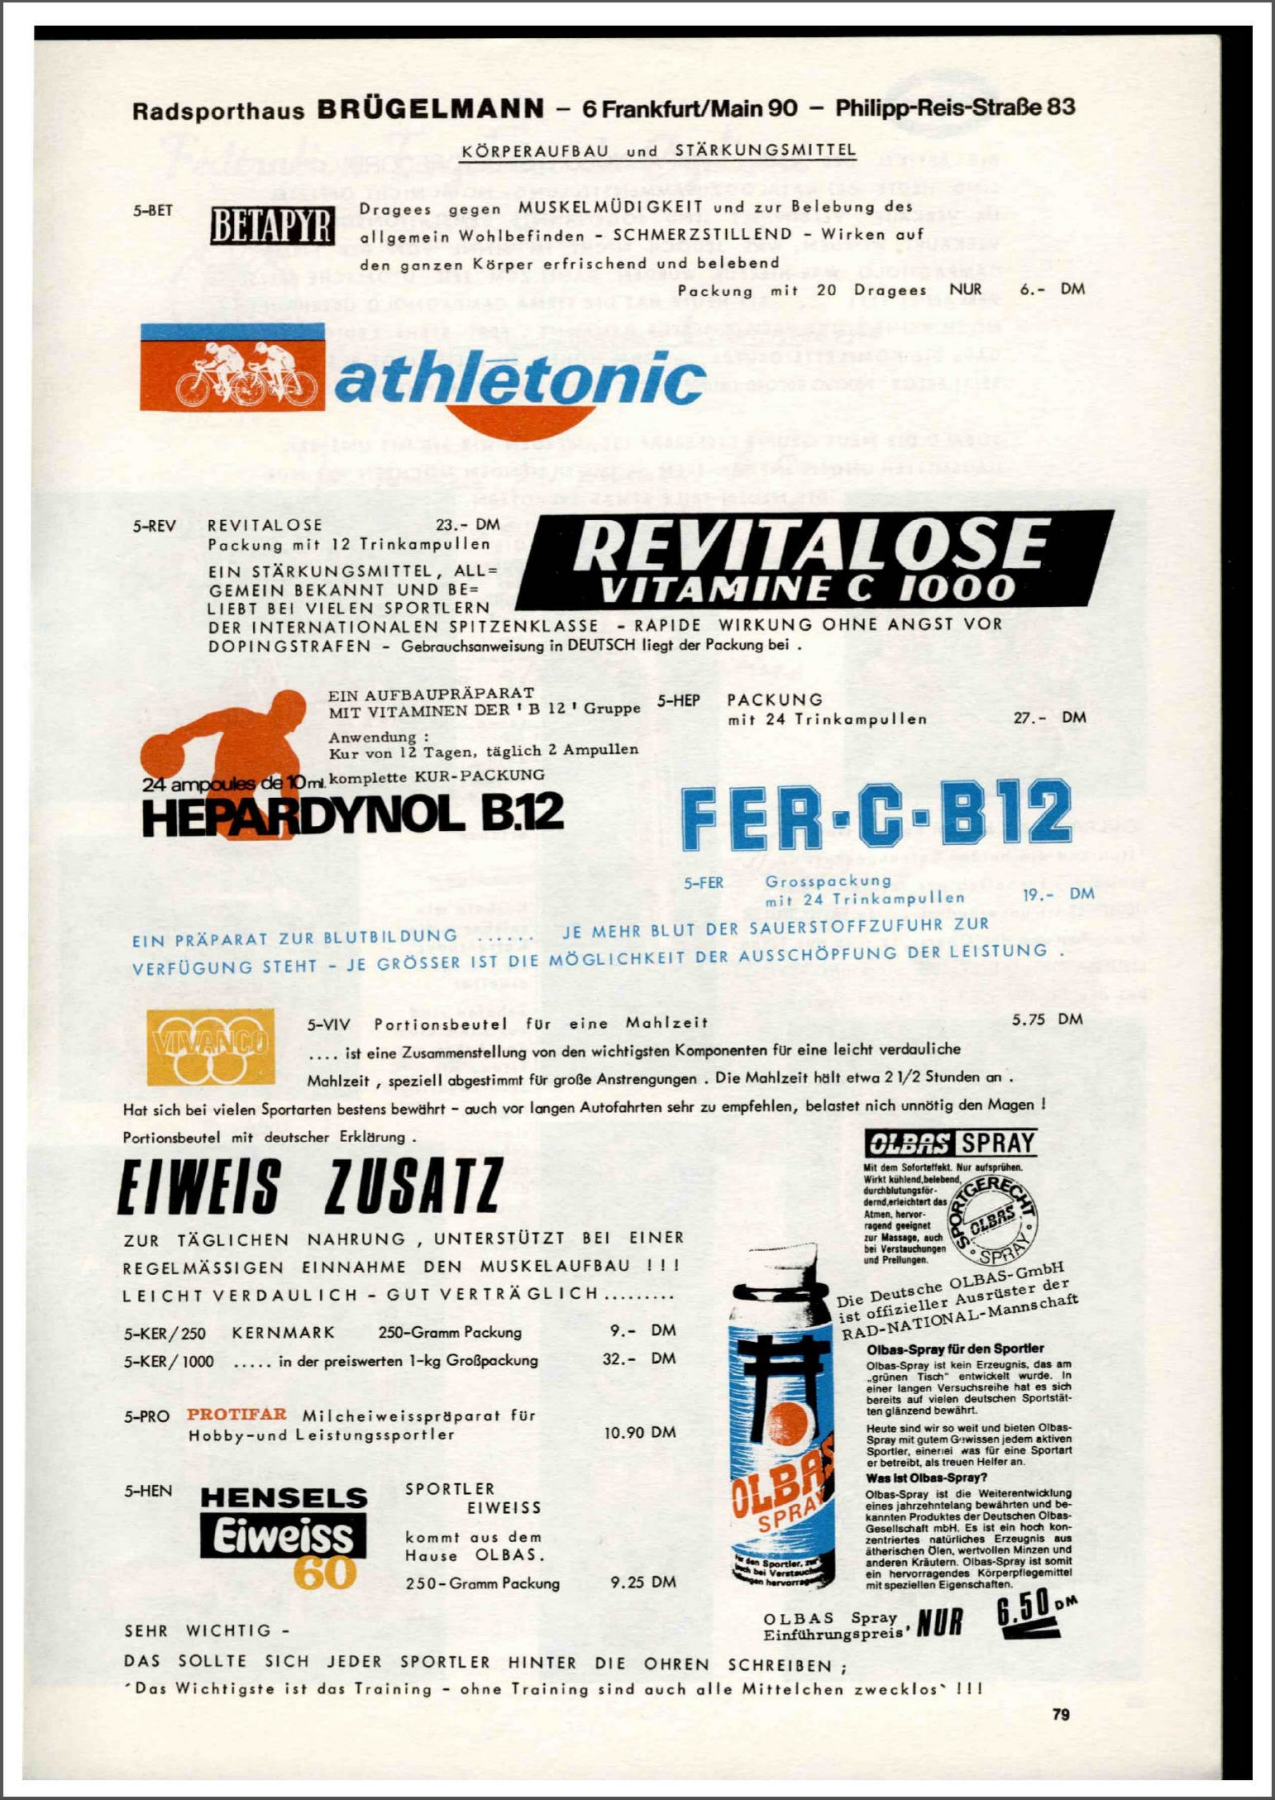 Radsporthaus BRÜGELMANN – 6 Frankfurt/Main 90 – Philipp-Reis-Straße 83
KÖRPERAUFBAU und STÄRKUNGSMITTEL
5-BET BETAPYR Dragees gegen MUSKELMÜDIGKEIT und zur Belebung des
allgemein Wohlbefinden - SCHMERZSTILLEND - Wirken auf
den ganzen Körper erfrischend und belebend
Packung mit 20 Dragees NUR 6.- DM
athlētonic
5-REV REVITALOSE 23.- DM
Packung mit 12 Trinkampullen
EIN STÄRKUNGSMITTEL, ALL=
GEMEIN BEKANNT UND BE=
LIEBT BEI VIELEN SPORTLERN
DER INTERNATIONALEN SPITZENKLASSE - RAPIDE WIRKUNG OHNE ANGST VOR
DOPINGSTRAFEN - Gebrauchsanweisung in DEUTSCH liegt der Packung bei .
REVITALOSE
VITAMINE C 1000
EIN AUFBAUPRÄPARAT
MIT VITAMINEN DER ' B 12 ' Gruppe
Anwendung :
Kur von 12 Tagen, täglich 2 Ampullen
komplette KUR-PACKUNG
24 ampoules de 10ml.
HEPARDYNOL B.12
5-HEP PACKUNG
mit 24 Trinkampullen 27.- DM
FER-C-B12
5-FER Grosspackung
mit 24 Trinkampullen 19.- DM
EIN PRÄPARAT ZUR BLUTBILDUNG ...... JE MEHR BLUT DER SAUERSTOFFZUFUHR ZUR
VERFÜGUNG STEHT - JE GRÖSSER IST DIE MÖGLICHKEIT DER AUSSCHÖPFUNG DER LEISTUNG .
VIVANCO
5-VIV Portionsbeutel für eine Mahlzeit 5.75 DM
.... ist eine Zusammenstellung von den wichtigsten Komponenten für eine leicht verdauliche
Mahlzeit , speziell abgestimmt für große Anstrengungen . Die Mahlzeit hält etwa 2 1/2 Stunden an .
Hat sich bei vielen Sportarten bestens bewährt - auch vor langen Autofahrten sehr zu empfehlen, belastet nich unnötig den Magen !
Portionsbeutel mit deutscher Erklärung .
EIWEIS ZUSATZ
ZUR TÄGLICHEN NAHRUNG , UNTERSTÜTZT BEI EINER
REGELMÄSSIGEN EINNAHME DEN MUSKELAUFBAU !!!
LEICHT VERDAULICH - GUT VERTRÄGLICH.........
5-KER/250 KERNMARK 250-Gramm Packung 9.- DM
5-KER/1000 ..... in der preiswerten 1-kg Großpackung 32.- DM
5-PRO PROTIFAR Milcheiweisspräparat für
Hobby-und Leistungssportler 10.90 DM
5-HEN HENSELS
Eiweiss
60
SPORTLER
EIWEISS
kommt aus dem
Hause OLBAS.
250-Gramm Packung 9.25 DM
OLBAS SPRAY
Mit dem Soforteffekt. Nur aufsprühen.
Wirkt kühlend,belebend,
durchblutungsför-
dernd,erleichtert das
Atmen, hervor-
ragend geeignet
zur Massage, auch
bei Verstauchungen
und Prellungen.
SPORTGERECHT
OLBAS
SPRAY
Die Deutsche OLBAS-GmbH
ist offizieller Ausrüster der
RAD-NATIONAL-Mannschaft
Olbas-Spray für den Sportler
Olbas-Spray ist kein Erzeugnis, das am
„grünen Tisch“ entwickelt wurde. In
einer langen Versuchsreihe hat es sich
bereits auf vielen deutschen Sportstät-
ten glänzend bewährt.
Heute sind wir so weit und bieten Olbas-
Spray mit gutem Gewissen jedem aktiven
Sportler, einerlei was für eine Sportart
er betreibt, als treuen Helfer an.
Was ist Olbas-Spray?
Olbas-Spray ist die Weiterentwicklung
eines jahrzehntelang bewährten und be-
kannten Produktes der Deutschen Olbas-
Gesellschaft mbH. Es ist ein hoch kon-
zentriertes natürliches Erzeugnis aus
ätherischen Ölen, wertvollen Minzen und
anderen Kräutern. Olbas-Spray ist somit
ein hervorragendes Körperpflegemittel
mit speziellen Eigenschaften.
OLBAS
SPRAY
für den Sportler, zur
auch bei Verstauchu
ungen hervorragend
OLBAS Spray
Einführungspreis' NUR 6.50 DM
SEHR WICHTIG -
DAS SOLLTE SICH JEDER SPORTLER HINTER DIE OHREN SCHREIBEN ;
'Das Wichtigste ist das Training - ohne Training sind auch alle Mittelchen zwecklos` !!!
79